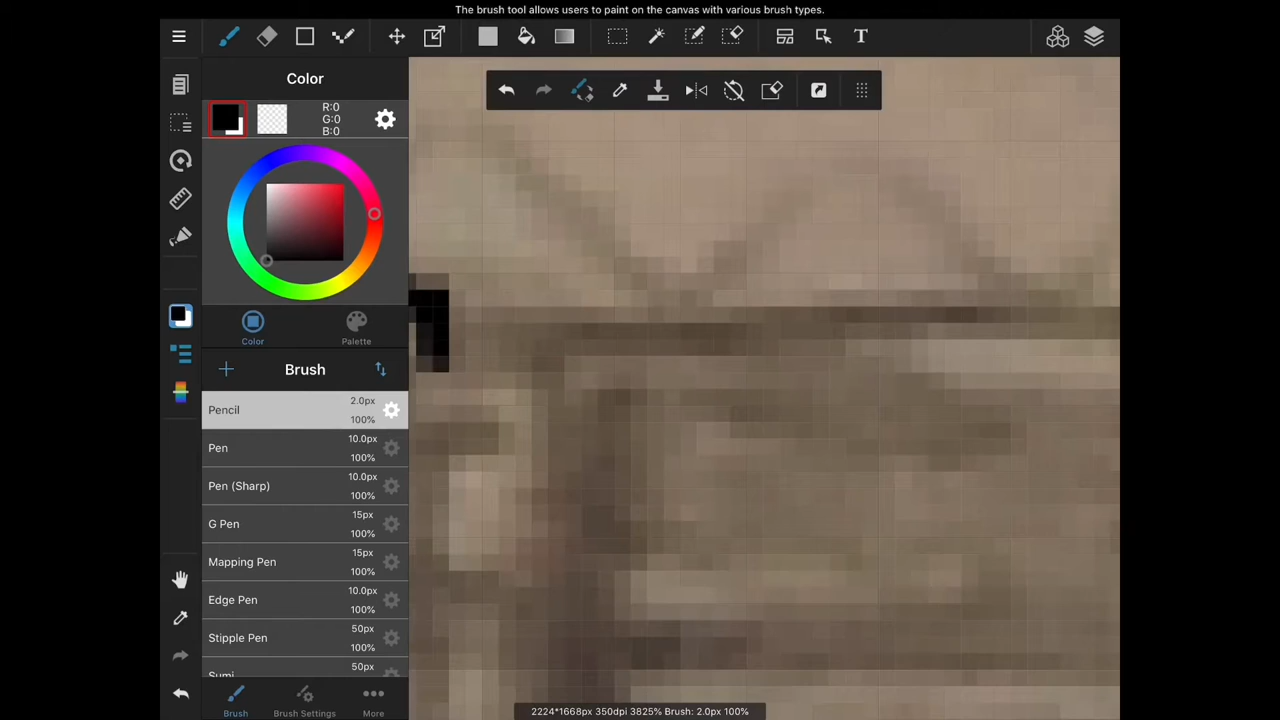 The brush tool allows users to paint on the canvas with various brush types.
T
Color
R:0
G:0
B:0
Color
Palette
Brush
Pencil
2.0px
100%
Pen
10.0px
100%
Pen (Sharp)
10.0px
100%
G Pen
15px
100%
Mapping Pen
15px
100%
Edge Pen
10.0px
100%
Stipple Pen
50px
100%
Sumi
50px
Brush
Brush Settings
More
2224*1668px 350dpi 3825% Brush: 2.0px 100%